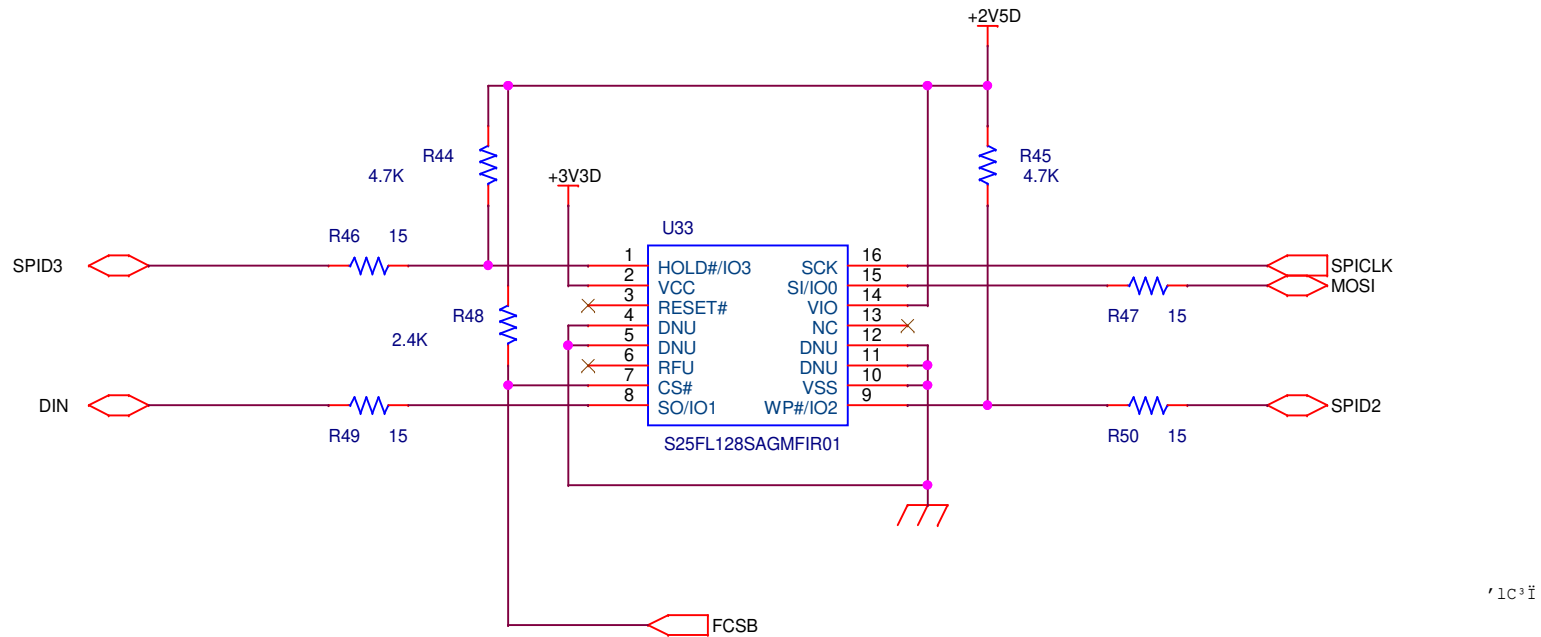 +2V5D
R44
4.7K
R45
4.7K
+3V3D
U33
R46 15
SPID3
1 HOLD#/IO3 SCK 16
SPICLK
2 VCC SI/IO0 15
MOSI
3 RESET# VIO 14
R47 15
4 DNU NC 13
R48
2.4K
5 DNU DNU 12
6 RFU DNU 11
7 CS# VSS 10
8 SO/IO1 WP#/IO2 9
DIN
SPID2
R49 15
R50 15
S25FL128SAGMFIR01
'lC³Ï
FCSB